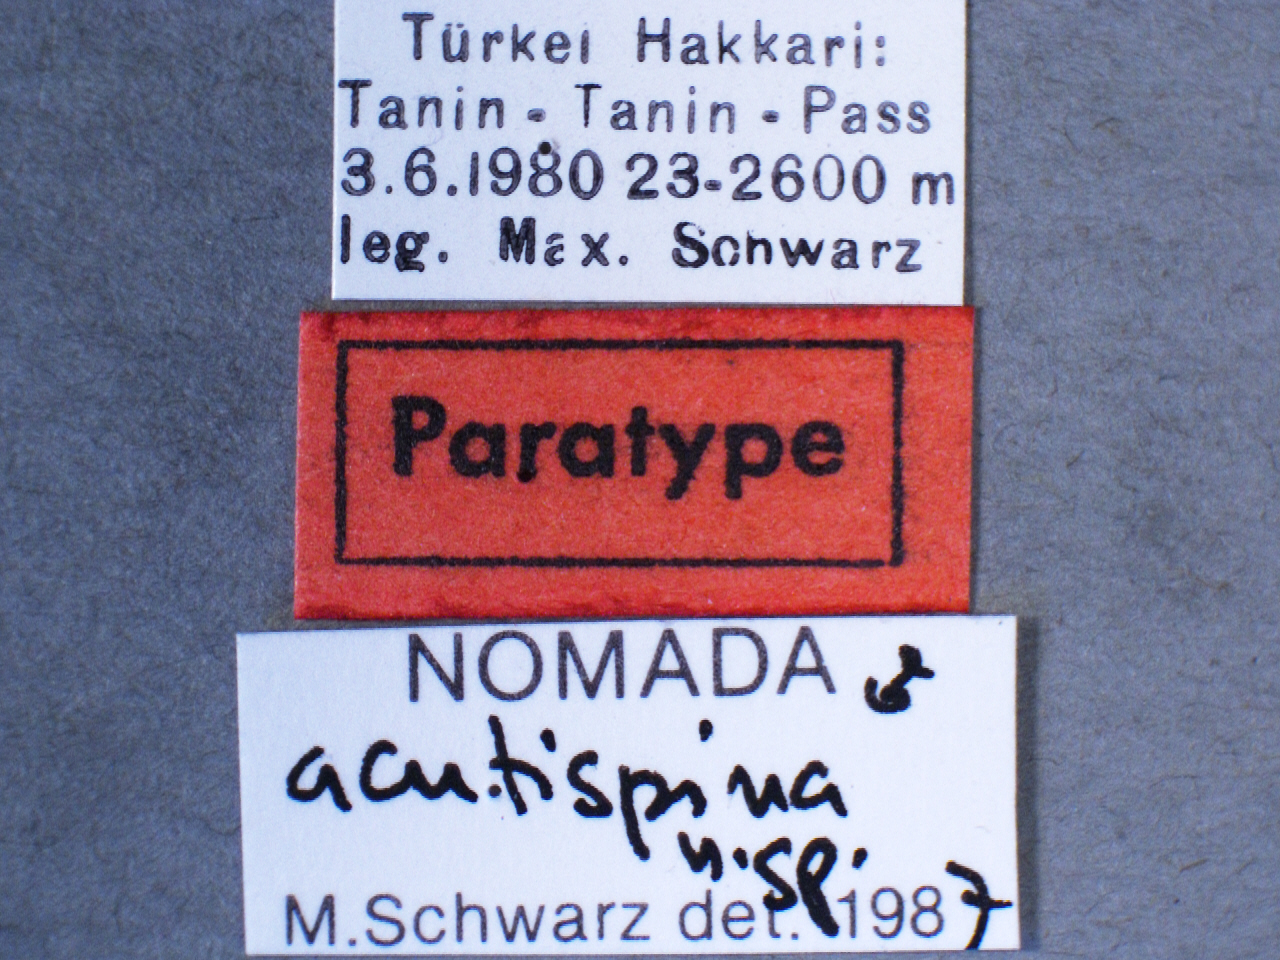 Türkei Hakkari:
Tanin - Tanin - Pass
3.6.1980 23-2600 m
leg. Max. Schwarz
Paratype
NOMADA ♂
acutispina
n.sp.
M.Schwarz det. 1987